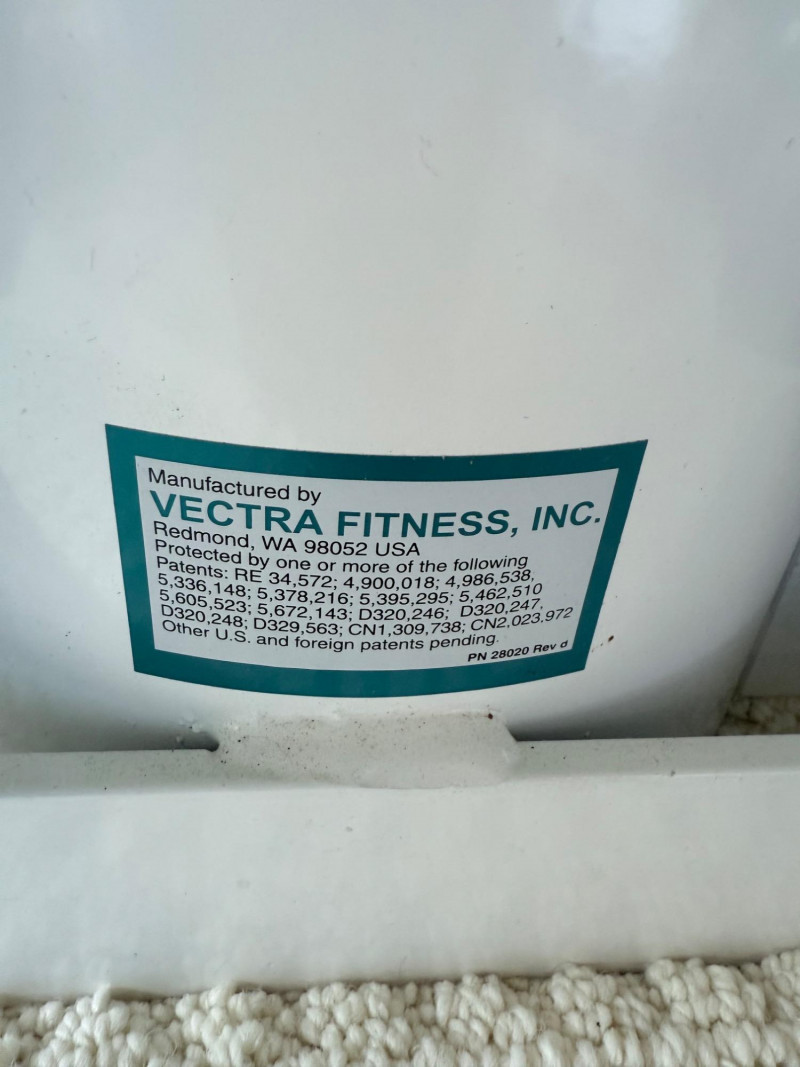 Manufactured by
VECTRA FITNESS, INC.
Redmond, WA 98052 USA
Protected by one or more of the following
Patents: RE 34,572; 4,900,018; 4,986,538,
5,336,148; 5,378,216; 5,395,295; 5,462,510
5,605,523; 5,672,143; D320,246; D320,247,
D320,248; D329,563; CN1,309,738; CN2,023,972
Other U.S. and foreign patents pending.
PN 28020 Rev d